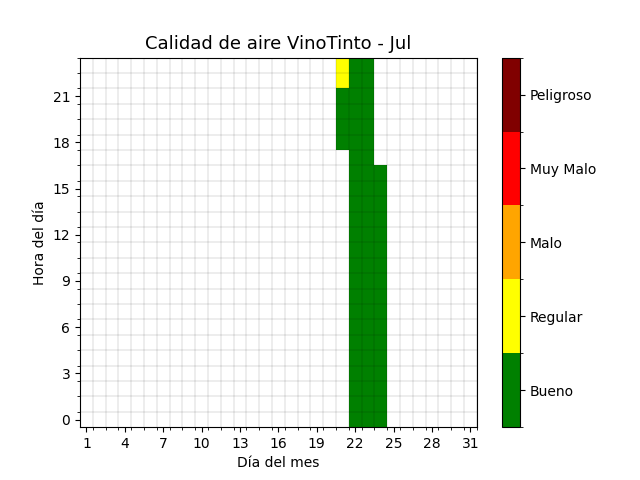 Calidad de aire VinoTinto - Jul
Hora del día
21
18
15
12
9
6
3
0
1 4 7 10 13 16 19 22 25 28 31
Día del mes
Peligroso
Muy Malo
Malo
Regular
Bueno